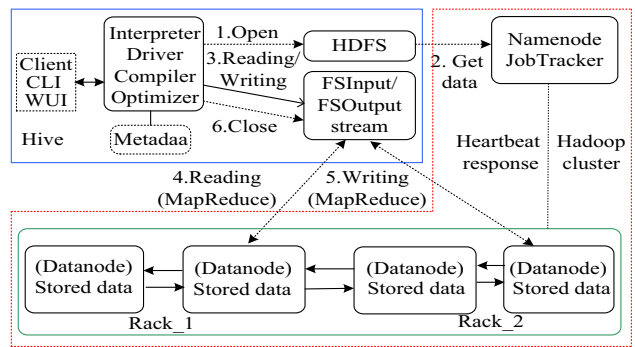 Client
CLI
WUI
Hive
Interpreter
Driver
Compiler
Optimizer
Metadaa
1.Open
3.Reading/
Writing
6.Close
HDFS
FSInput/
FSOutput
stream
2. Get
data
Namenode
JobTracker
Heartbeat
response
Hadoop
cluster
4.Reading
(MapReduce)
5.Writing
(MapReduce)
(Datanode)
Stored data
(Datanode)
Stored data
(Datanode)
Stored data
(Datanode)
Stored data
Rack_1
Rack_2